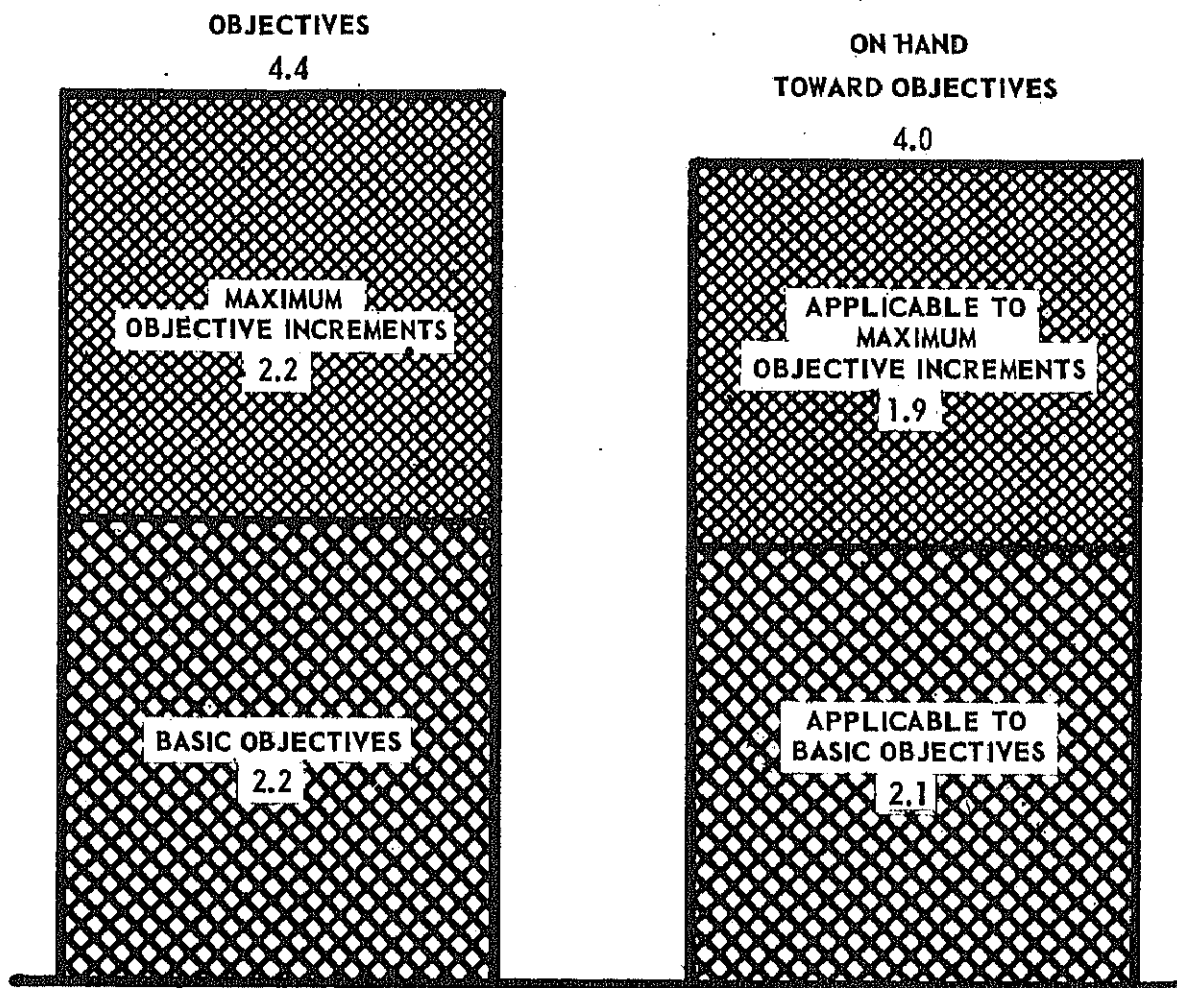 OBJECTIVES
4.4
MAXIMUM
OBJECTIVE INCREMENTS
2.2
BASIC OBJECTIVES
2.2
ON HAND
TOWARD OBJECTIVES
4.0
APPLICABLE TO
MAXIMUM
OBJECTIVE INCREMENTS
1.9
APPLICABLE TO
BASIC OBJECTIVES
2.1